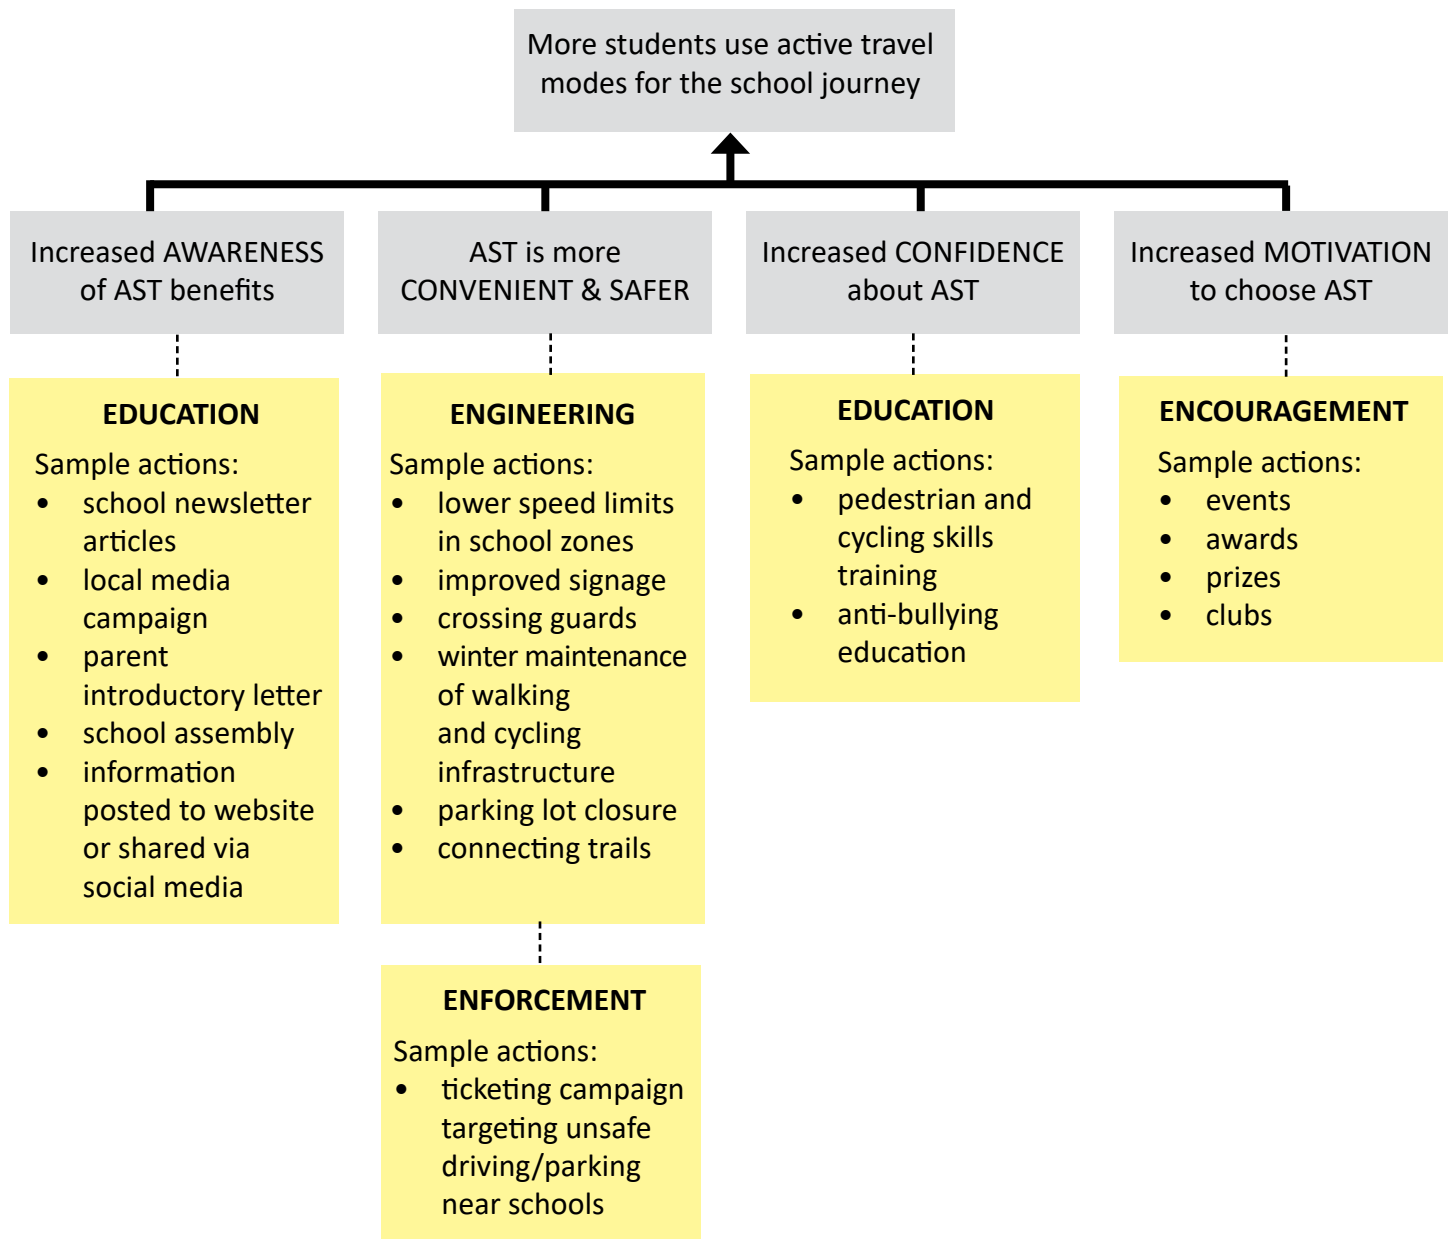 More students use active travel
modes for the school journey
Increased AWARENESS
of AST benefits
AST is more
CONVENIENT & SAFER
Increased CONFIDENCE
about AST
Increased MOTIVATION
to choose AST
EDUCATION
Sample actions:
• school newsletter
articles
• local media
campaign
• parent
introductory letter
• school assembly
• information
posted to website
or shared via
social media
ENGINEERING
Sample actions:
• lower speed limits
in school zones
• improved signage
• crossing guards
• winter maintenance
of walking
and cycling
infrastructure
• parking lot closure
• connecting trails
ENFORCEMENT
Sample actions:
• ticketing campaign
targeting unsafe
driving/parking
near schools
EDUCATION
Sample actions:
• pedestrian and
cycling skills
training
• anti-bullying
education
ENCOURAGEMENT
Sample actions:
• events
• awards
• prizes
• clubs